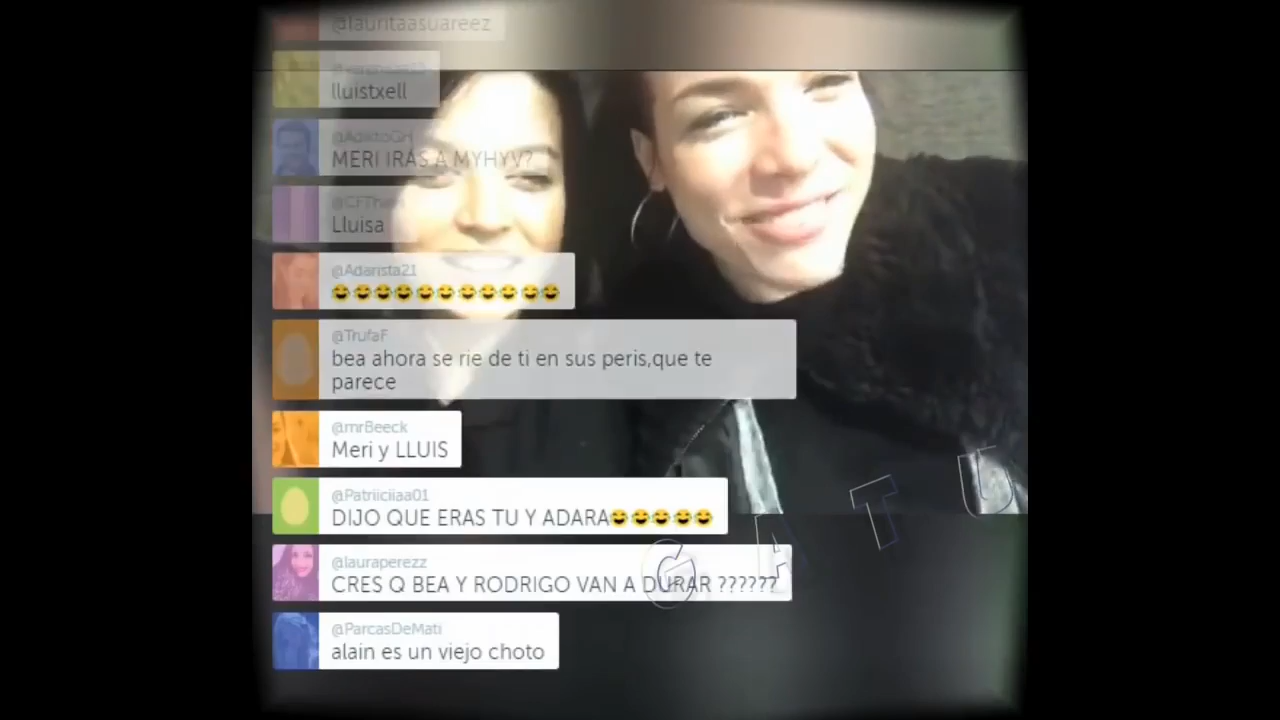 @lauritaasuareez
lluistxell
@AdiktoGH
MERI IRÁS A MYHYV?
Lluisa
@Adarista21
😂😂😂😂😂😂😂😂😂😂😂
@TrufaF
bea ahora se rie de ti en sus peris,que te
parece
@mrBeeck
Meri y LLUIS
@Patriiciiaa01
DIJO QUE ERAS TU Y ADARA😂😂😂😂😂
@lauraperezz
CRES Q BEA Y RODRIGO VAN A DURAR ??????
@ParcasDeMati
alain es un viejo choto
G A T U